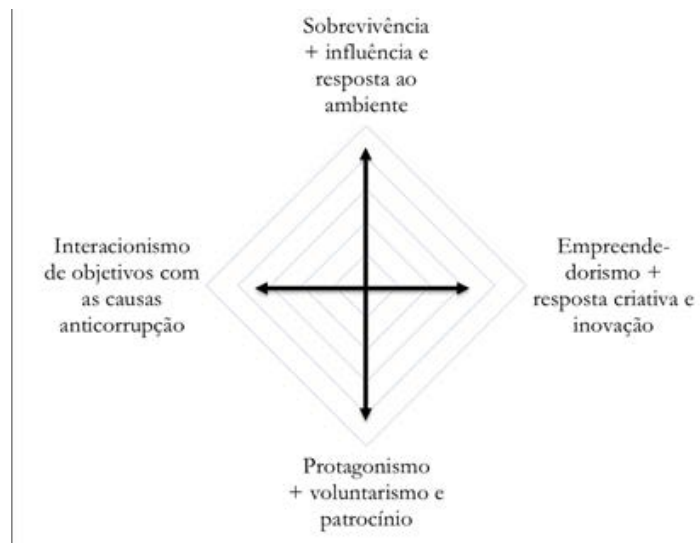 Sobrevivência
+ influência e
resposta ao
ambiente
Interacionismo
de objetivos com
as causas
anticorrupção
Empreende-
dorismo +
resposta criativa e
inovação
Protagonismo
+ voluntarismo e
patrocínio